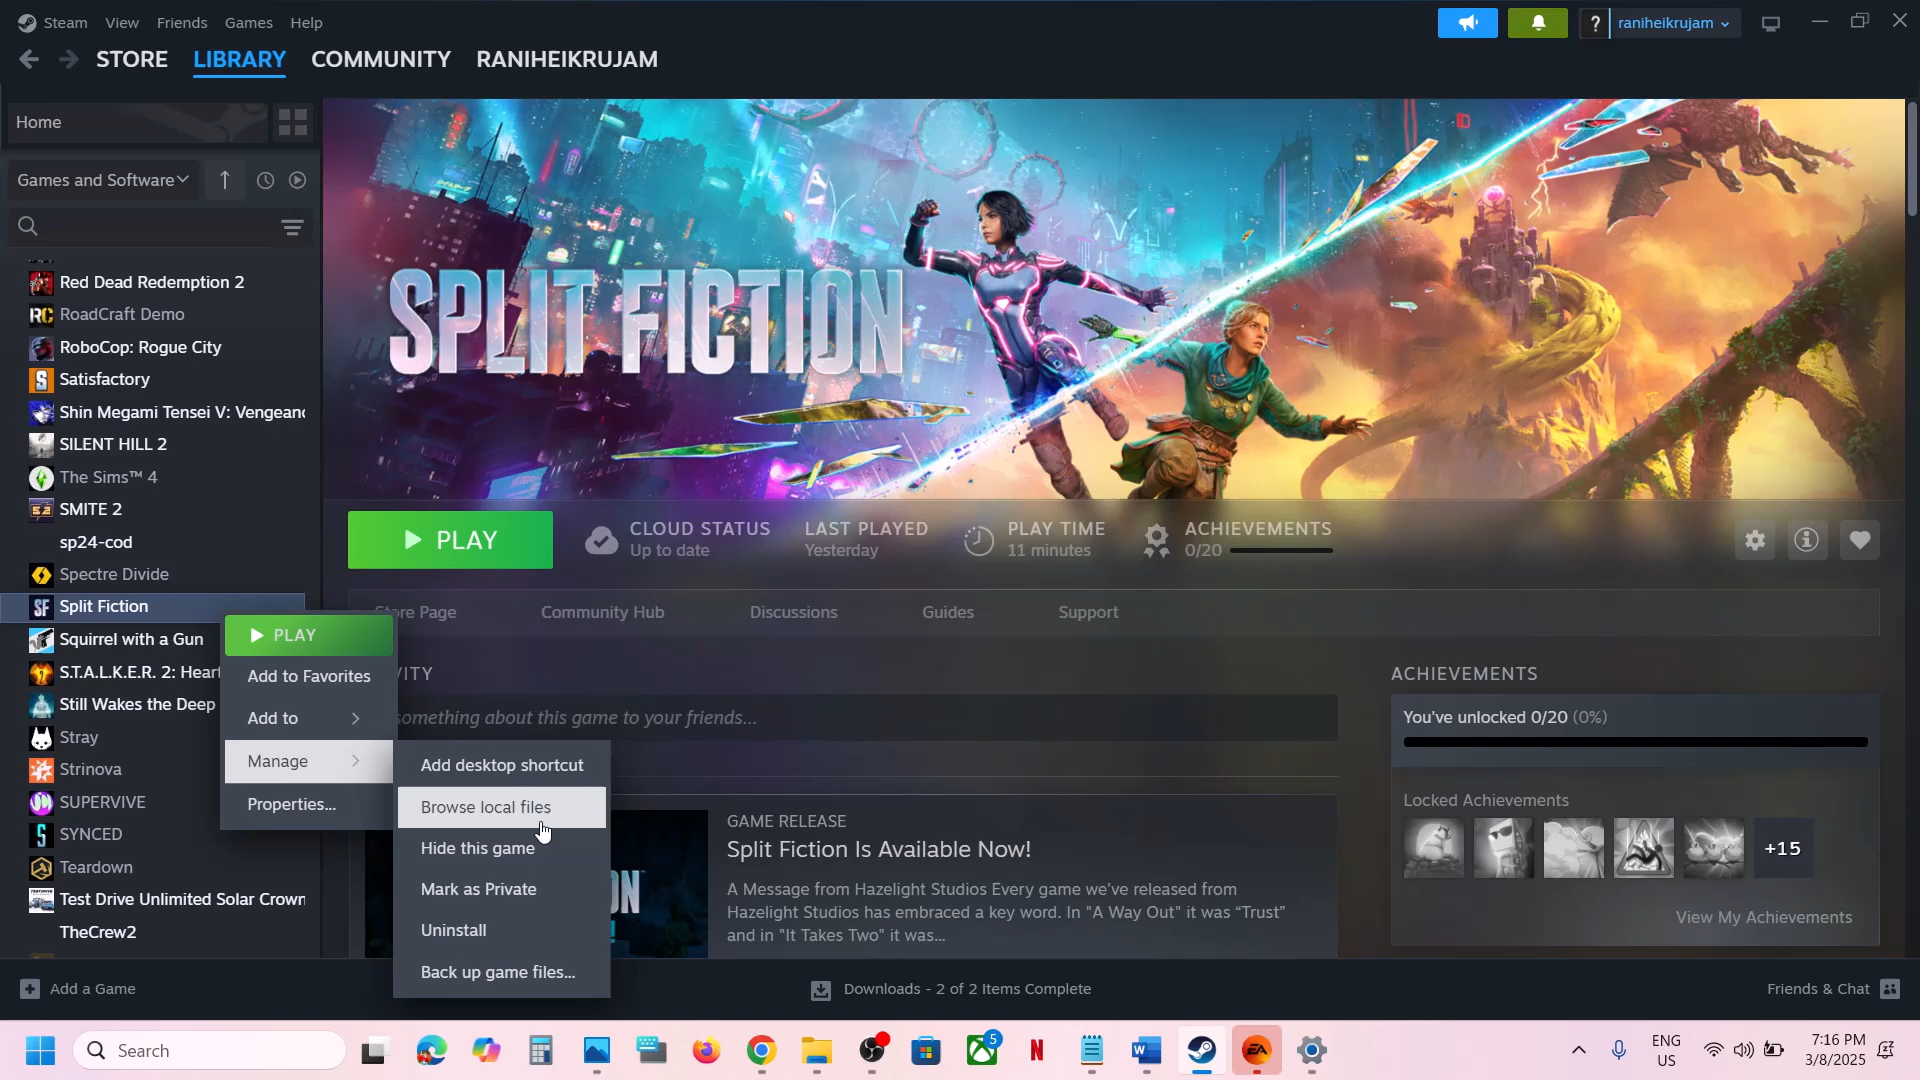 Steam View Friends Games Help
? raniheikrujam
STORE LIBRARY COMMUNITY RANIHEIKRUJAM
Home
Games and Software
Red Dead Redemption 2
RC RoadCraft Demo
RoboCop: Rogue City
S Satisfactory
Shin Megami Tensei V: Vengeanc
SILENT HILL 2
The Sims™ 4
SMITE 2
sp24-cod
Spectre Divide
SF Split Fiction
Squirrel with a Gun
S.T.A.L.K.E.R. 2: Heart
Still Wakes the Deep
Stray
Strinova
SUPERVIVE
SYNCED
Teardown
Test Drive Unlimited Solar Crown
TheCrew2
SPLIT FICTION
PLAY
CLOUD STATUS
Up to date
LAST PLAYED
Yesterday
PLAY TIME
11 minutes
ACHIEVEMENTS
0/20
Store Page Community Hub Discussions Guides Support
PLAY
Add to Favorites
Add to
Manage
Properties...
Add desktop shortcut
Browse local files
Hide this game
Mark as Private
Uninstall
Back up game files...
VITY
something about this game to your friends...
GAME RELEASE
Split Fiction Is Available Now!
A Message from Hazelight Studios Every game we've released from
Hazelight Studios has embraced a key word. In "A Way Out" it was “Trust”
and in "It Takes Two" it was...
ACHIEVEMENTS
You've unlocked 0/20 (0%)
Locked Achievements
+15
View My Achievements
Add a Game
Downloads - 2 of 2 Items Complete
Friends & Chat
Search
5
N
EA
ENG
US
7:16 PM
3/8/2025